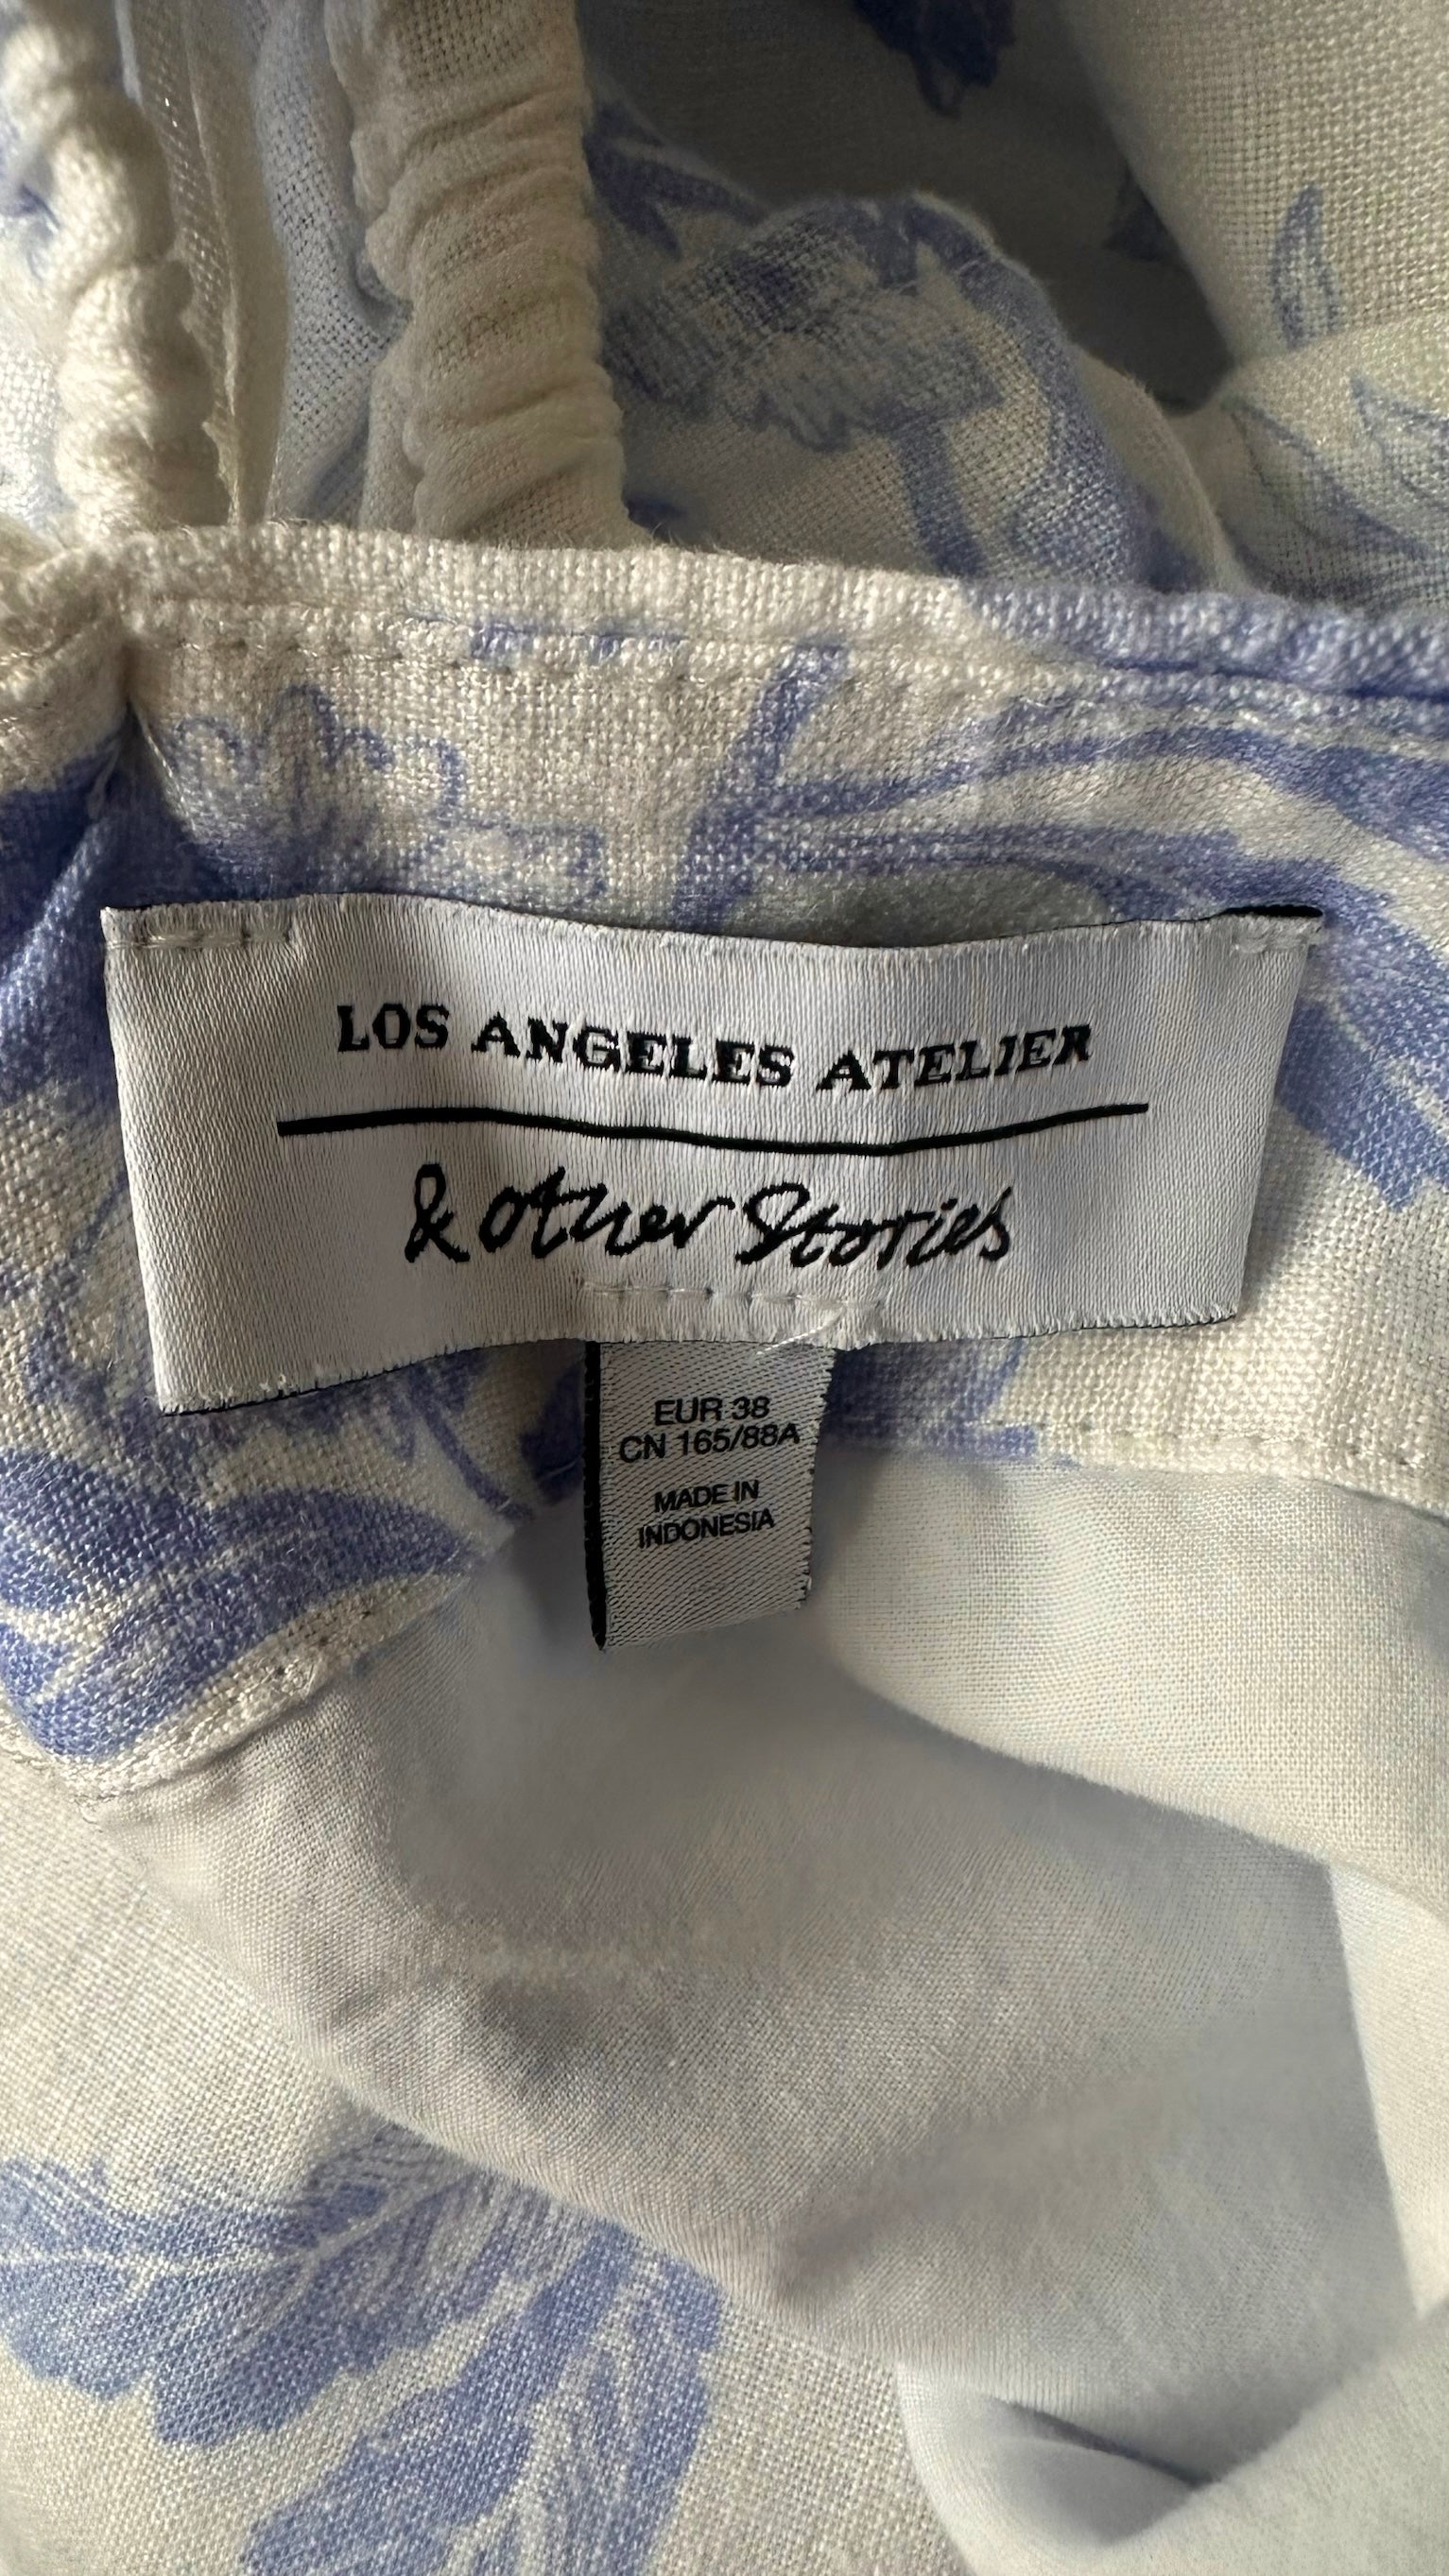 LOS ANGELES ATELIER
& other Stories
EUR 38
CN 165/88A
MADE IN
INDONESIA